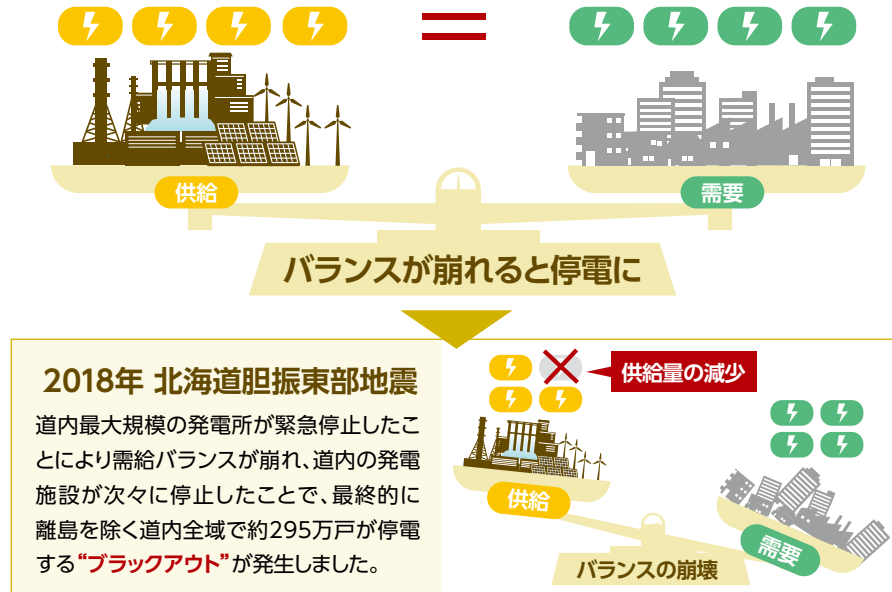 =
供給
需要
バランスが崩れると停電に
2018年 北海道胆振東部地震
道内最大規模の発電所が緊急停止したこ
とにより需給バランスが崩れ、道内の発電
施設が次々に停止したことで、最終的に
離島を除く道内全域で約295万戸が停電
する“ブラックアウト”が発生しました。
供給量の減少
供給
需要
バランスの崩壊